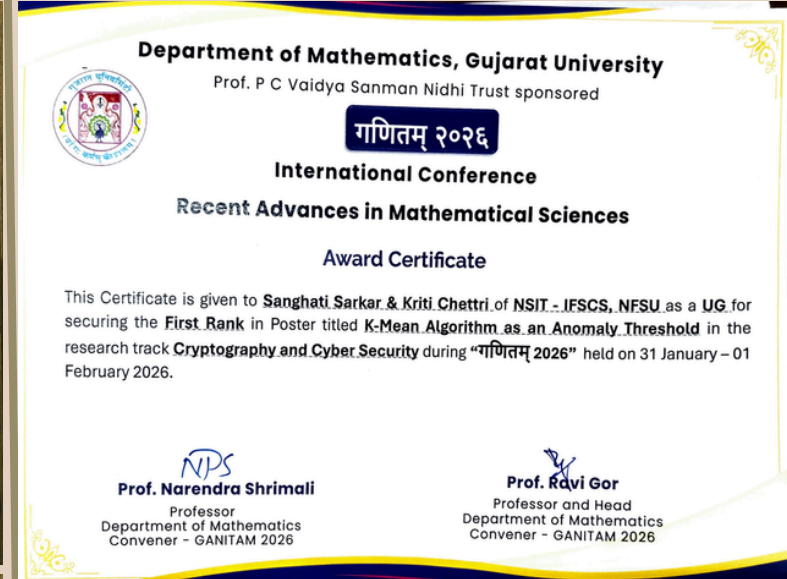 Department of Mathematics, Gujarat University
Prof. P C Vaidya Sanman Nidhi Trust sponsored
गणितम् २०२६
International Conference
Recent Advances in Mathematical Sciences
Award Certificate
This Certificate is given to Sanghati Sarkar & Kriti Chettri of NSIT - IFSCS, NFSU as a UG for
securing the First Rank in Poster titled K-Mean Algorithm as an Anomaly Threshold in the
research track Cryptography and Cyber Security during “गणितम् 2026” held on 31 January – 01
February 2026.
NPS
Prof. Narendra Shrimali
Professor
Department of Mathematics
Convener - GANITAM 2026
Prof. Ravi Gor
Professor and Head
Department of Mathematics
Convener - GANITAM 2026